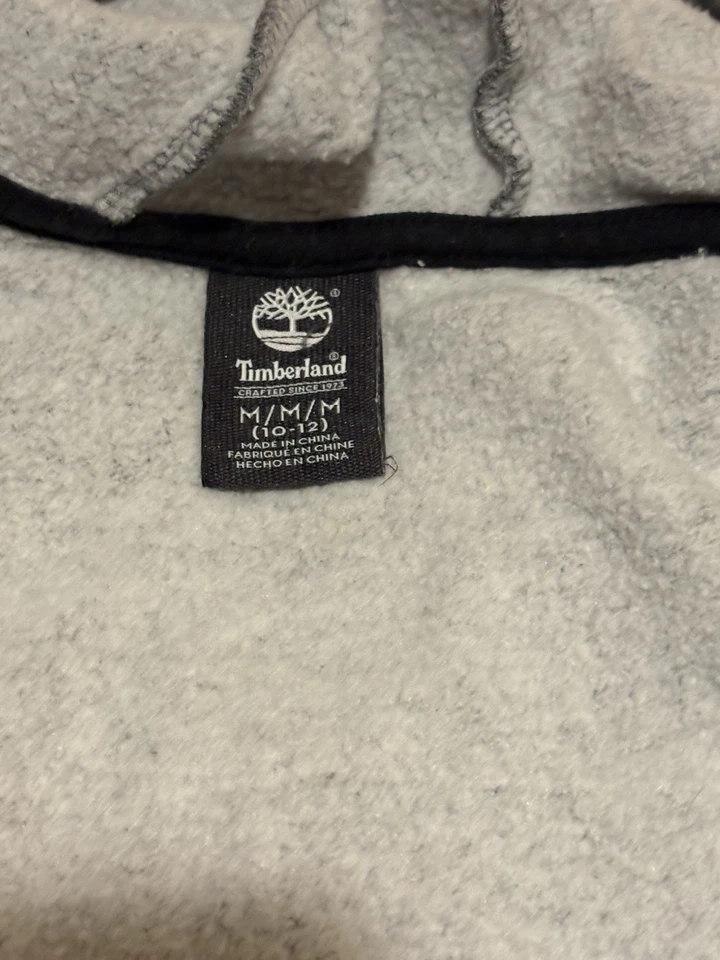 ®
Timberland®
CRAFTED SINCE 1973
M/M/M
(10-12)
MADE IN CHINA
FABRIQUÉ EN CHINE
HECHO EN CHINA